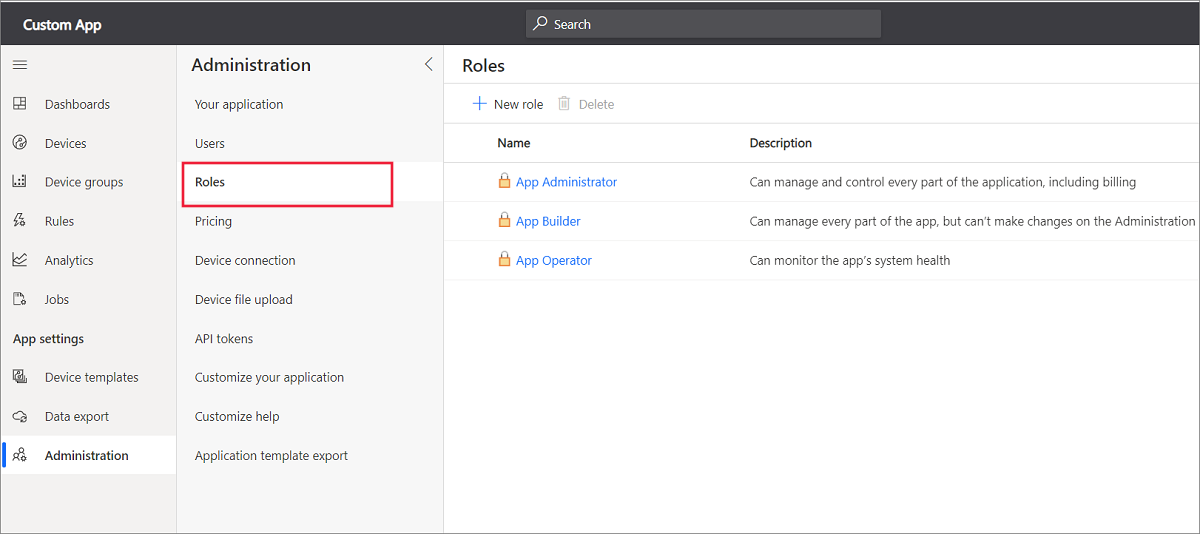 Custom App
Search
Dashboards
Devices
Device groups
Rules
Analytics
Jobs
App settings
Device templates
Data export
Administration
Administration
Your application
Users
Roles
Pricing
Device connection
Device file upload
API tokens
Customize your application
Customize help
Application template export
Roles
New role Delete
Name Description
App Administrator Can manage and control every part of the application, including billing
App Builder Can manage every part of the app, but can't make changes on the Administration
App Operator Can monitor the app's system health